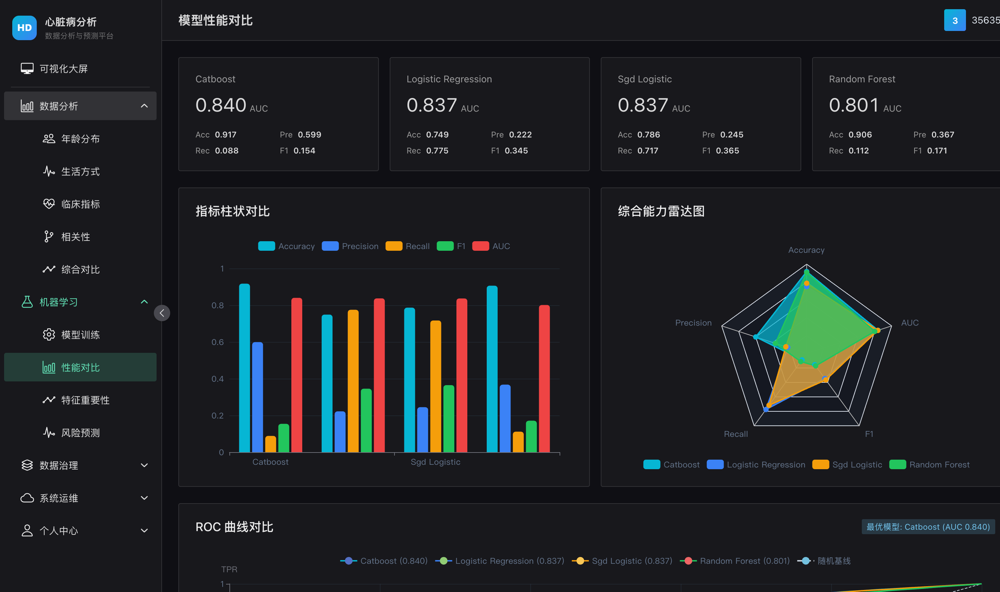 HD
心脏病分析
数据分析与预测平台
可视化大屏
数据分析
年龄分布
生活方式
临床指标
相关性
综合对比
机器学习
模型训练
性能对比
特征重要性
风险预测
数据治理
系统运维
个人中心
模型性能对比
3 35635
Catboost
0.840 AUC
Acc 0.917 Pre 0.599
Rec 0.088 F1 0.154
Logistic Regression
0.837 AUC
Acc 0.749 Pre 0.222
Rec 0.775 F1 0.345
Sgd Logistic
0.837 AUC
Acc 0.786 Pre 0.245
Rec 0.717 F1 0.365
Random Forest
0.801 AUC
Acc 0.906 Pre 0.367
Rec 0.112 F1 0.171
指标柱状对比
Accuracy Precision Recall F1 AUC
1
0.8
0.6
0.4
0.2
0
Catboost Sgd Logistic
综合能力雷达图
Accuracy
Precision AUC
Recall F1
Catboost Logistic Regression Sgd Logistic Random Forest
ROC 曲线对比
最优模型: Catboost (AUC 0.840)
Catboost (0.840) Logistic Regression (0.837) Sgd Logistic (0.837) Random Forest (0.801) 随机基线
TPR
1